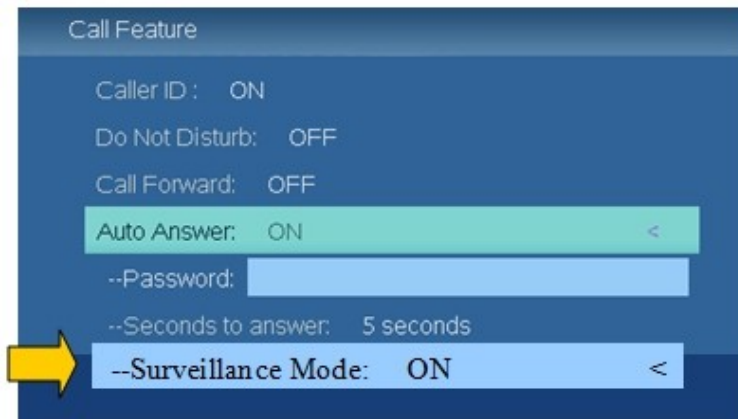 Call Feature
Caller ID : ON
Do Not Disturb: OFF
Call Forward: OFF
Auto Answer: ON <
--Password:
--Seconds to answer: 5 seconds
--Surveillance Mode: ON <